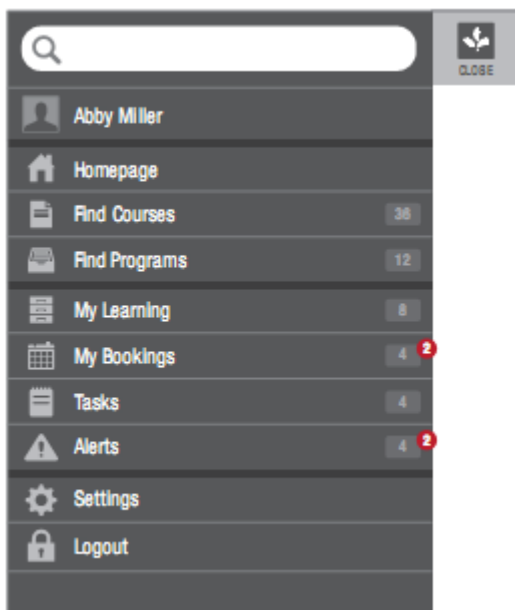 CLOSE
Abby Miller
Homepage
Find Courses 36
Find Programs 12
My Learning 8
My Bookings 4 2
Tasks 4
Alerts 4 2
Settings
Logout